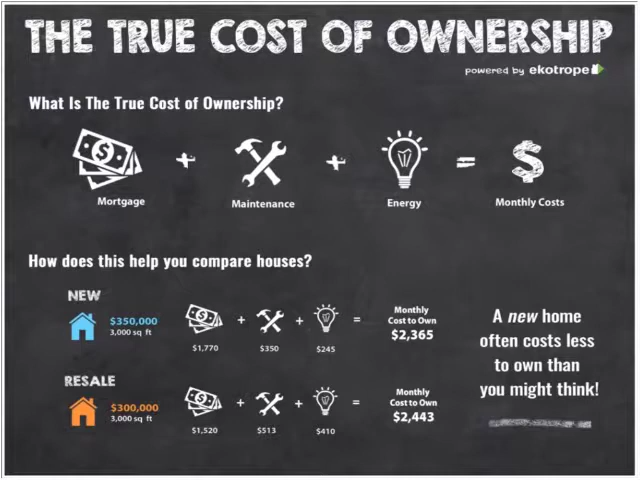 THE TRUE COST OF OWNERSHIP
powered by ekotrope
What Is The True Cost of Ownership?
$ + + = $
Mortgage Maintenance Energy Monthly Costs
How does this help you compare houses?
NEW
$350,000
3,000 sq ft
$ + + =
$1,770 $350 $245
Monthly
Cost to Own
$2,365
RESALE
$300,000
3,000 sq ft
$ + + =
$1,520 $513 $410
Monthly
Cost to Own
$2,443
A new home
often costs less
to own than
you might think!